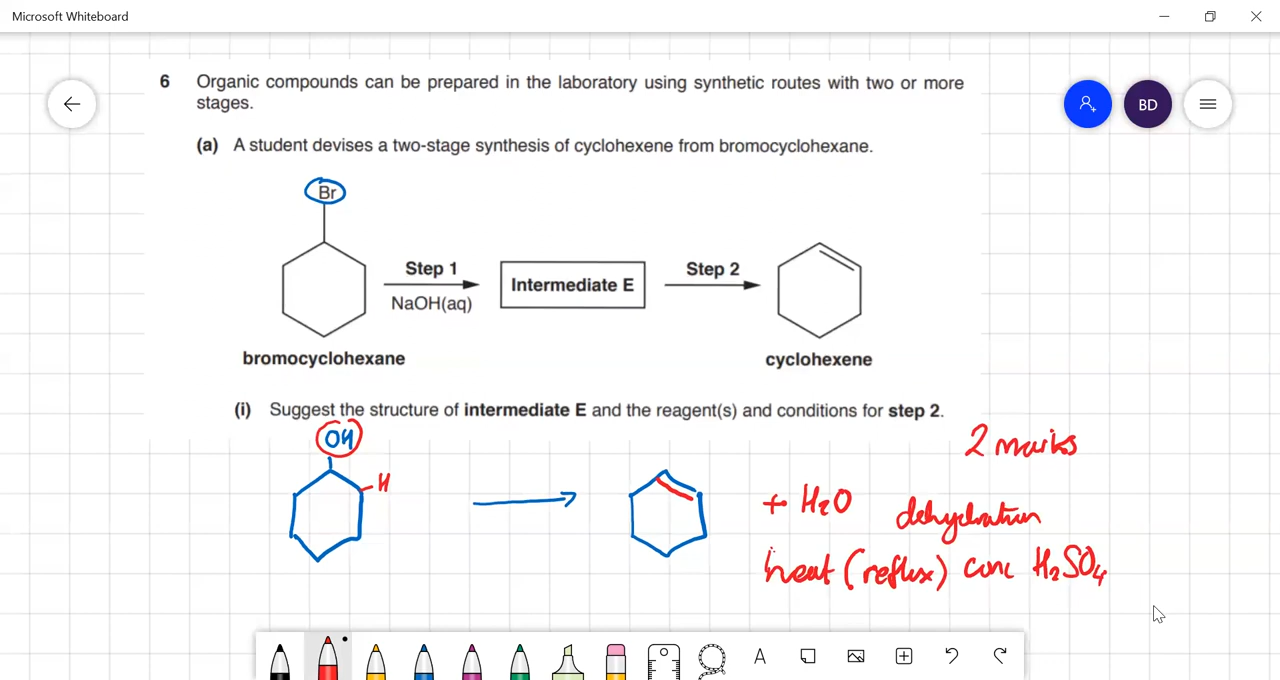 Microsoft Whiteboard
BD
6 Organic compounds can be prepared in the laboratory using synthetic routes with two or more
stages.
(a) A student devises a two-stage synthesis of cyclohexene from bromocyclohexane.
Br
Step 1
NaOH(aq)
Intermediate E
Step 2
bromocyclohexane
cyclohexene
(i) Suggest the structure of intermediate E and the reagent(s) and conditions for step 2.
2 marks
OH
H
+ H₂O dehydration
heat (reflux) conc H₂SO₄
A